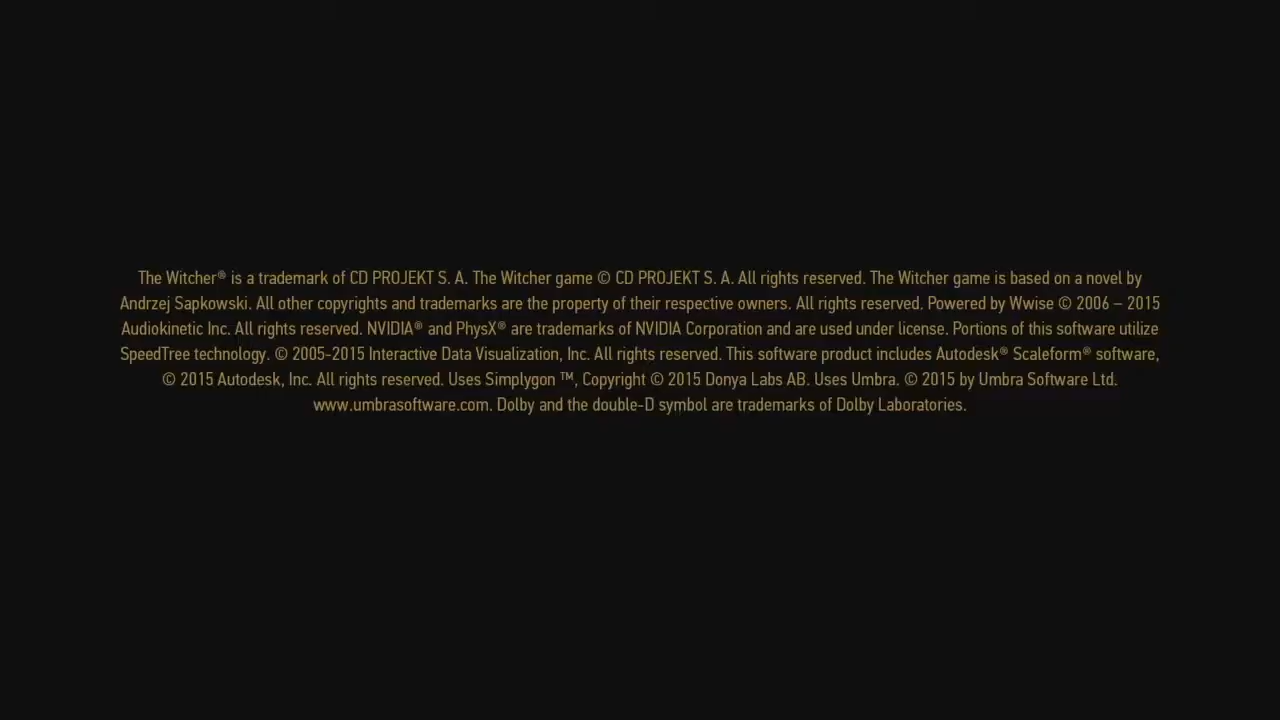 The Witcher® is a trademark of CD PROJEKT S. A. The Witcher game © CD PROJEKT S. A. All rights reserved. The Witcher game is based on a novel by
Andrzej Sapkowski. All other copyrights and trademarks are the property of their respective owners. All rights reserved. Powered by Wwise © 2006 – 2015
Audiokinetic Inc. All rights reserved. NVIDIA® and PhysX® are trademarks of NVIDIA Corporation and are used under license. Portions of this software utilize
SpeedTree technology. © 2005-2015 Interactive Data Visualization, Inc. All rights reserved. This software product includes Autodesk® Scaleform® software,
© 2015 Autodesk, Inc. All rights reserved. Uses Simplygon ™, Copyright © 2015 Donya Labs AB. Uses Umbra. © 2015 by Umbra Software Ltd.
www.umbrasoftware.com. Dolby and the double-D symbol are trademarks of Dolby Laboratories.